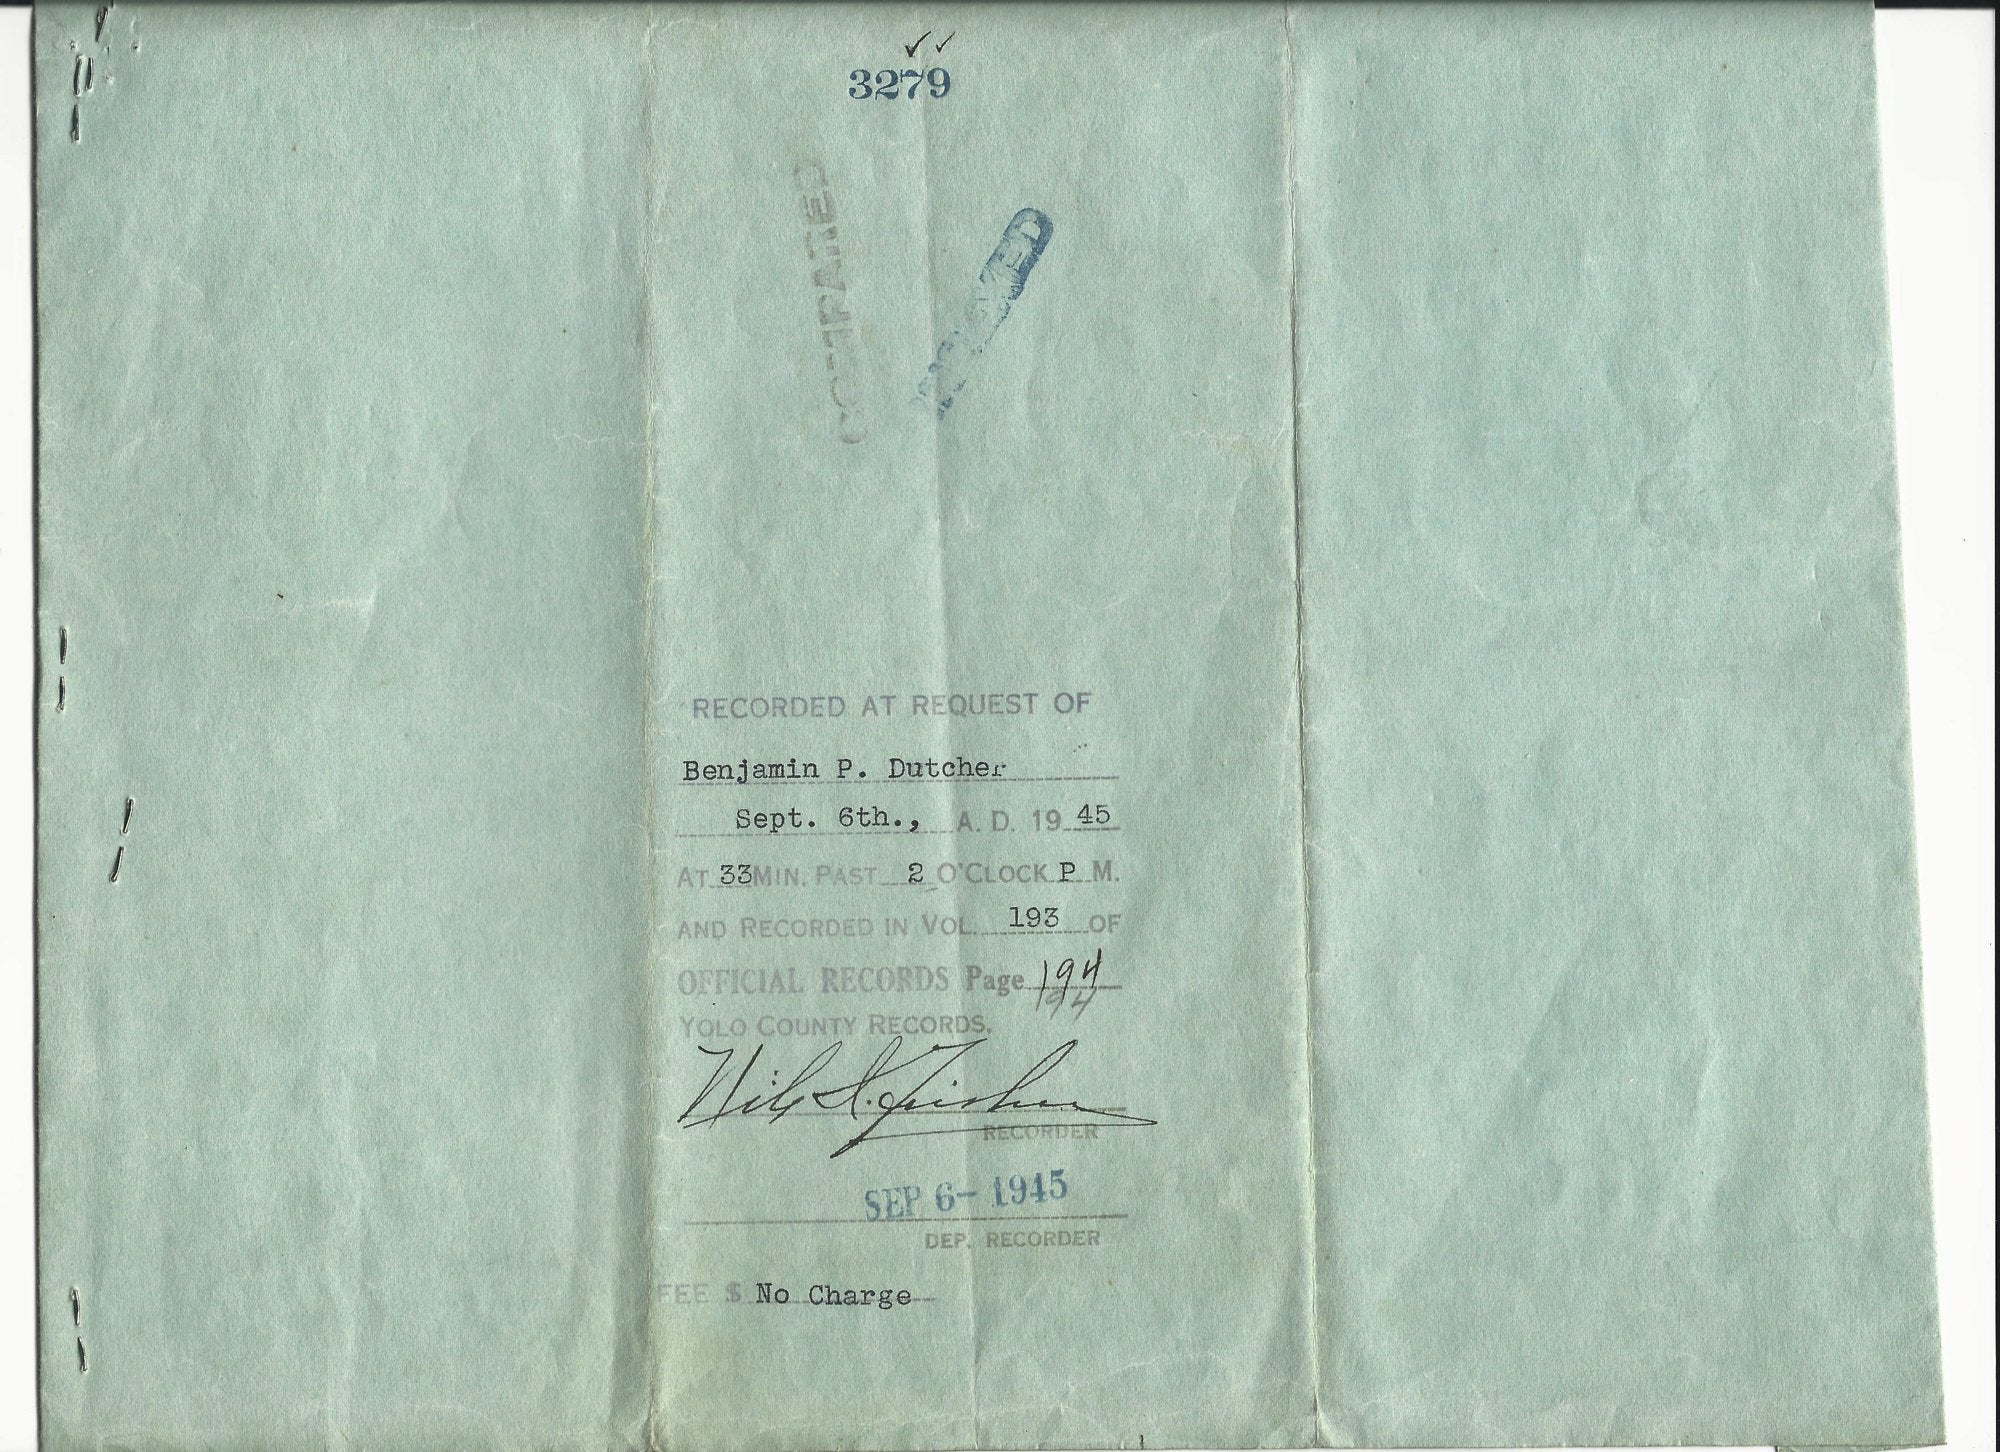 3279
COMPARED
RECORDED AT REQUEST OF
Benjamin P. Dutcher
Sept. 6th., A. D. 19 45
AT 33 MIN. PAST 2 O'CLOCK P M.
AND RECORDED IN VOL. 193 OF
OFFICIAL RECORDS Page 194
194
YOLO COUNTY RECORDS.
RECORDER
SEP 6- 1945
DEP. RECORDER
FEE $ No Charge